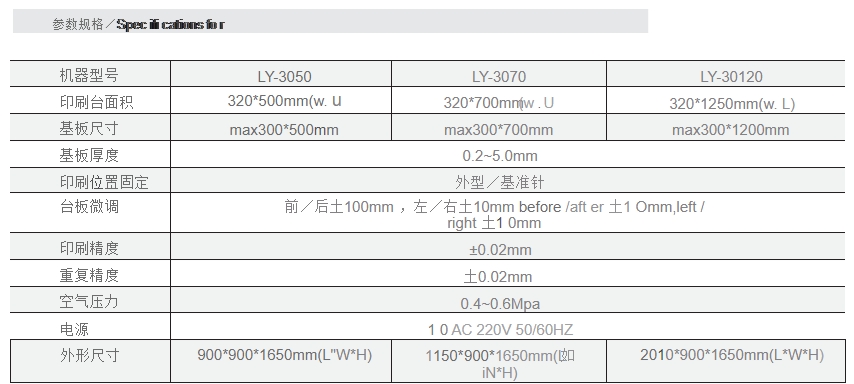 参数规格／Specificationsfor
机器型号 LY-3050 LY-3070 LY-30120
印刷台面积 320*500mm(w. U 320*700mm(w . U 320*1250mm(w. L)
基板尺寸 max300*500mm max300*700mm max300*1200mm
基板厚度 0.2~5.0mm
印刷位置固定 外型／基准针
台板微调 前／后土100mm ，左／右土10mm before /aft er 土1 Omm,left /
right 土1 0mm
印刷精度 ±0.02mm
重复精度 土0.02mm
空气压力 0.4~0.6Mpa
电源 1 0 AC 220V 50/60HZ
外形尺寸 900*900*1650mm(L"W*H) 1150*900*1650mm(L如 2010*900*1650mm(L*W*H)
iN*H)